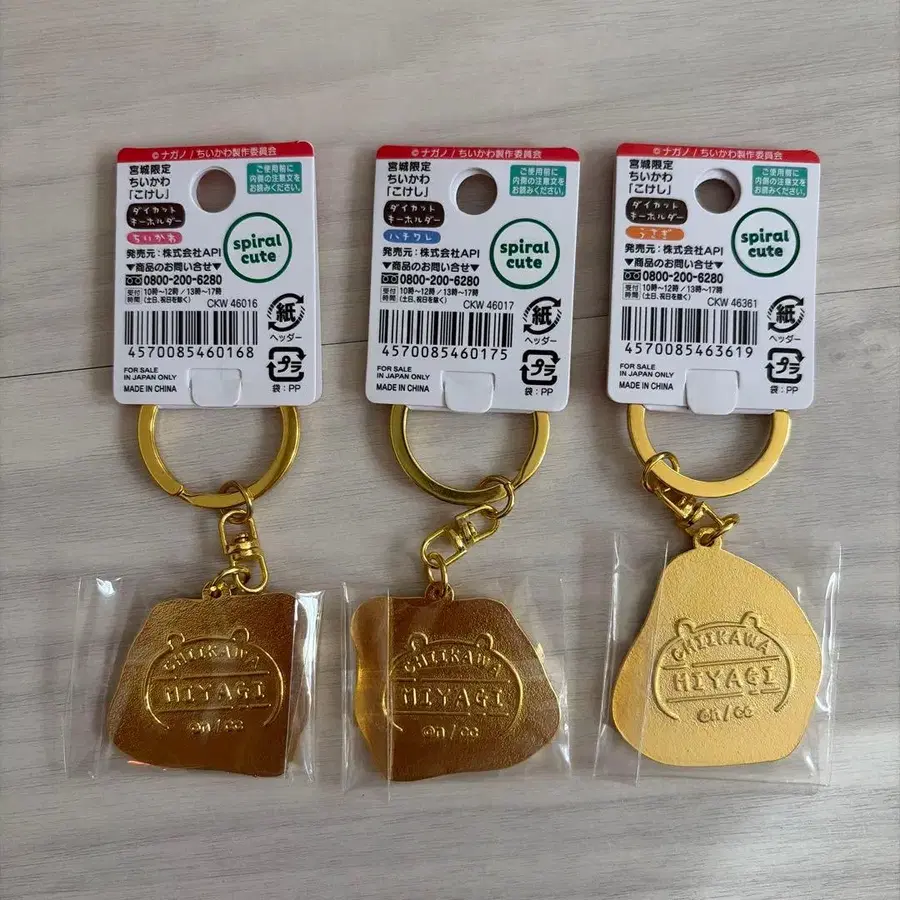 © ナガノ / ちいかわ製作委員会
宮城限定
ちいかわ
「こけし」
ご使用前に
内側の注意文を
お読みください。
ダイカット
キーホルダー
ちいかわ
spiral
cute
発売元：株式会社API
▼商品のお問い合せ▼
0800-200-6280
受付時間 10時〜12時 / 13時〜17時
(土日、祝日を除く)
CKW 46016
4570085460168
紙
ヘッダー
FOR SALE
IN JAPAN ONLY
MADE IN CHINA
プラ
袋：PP
© ナガノ / ちいかわ製作委員会
宮城限定
ちいかわ
「こけし」
ご使用前に
内側の注意文を
お読みください。
ダイカット
キーホルダー
ハチワレ
spiral
cute
発売元：株式会社API
▼商品のお問い合せ▼
0800-200-6280
受付時間 10時〜12時 / 13時〜17時
(土日、祝日を除く)
CKW 46017
4570085460175
紙
ヘッダー
FOR SALE
IN JAPAN ONLY
MADE IN CHINA
プラ
袋：PP
© ナガノ / ちいかわ製作委員会
宮城限定
ちいかわ
「こけし」
ご使用前に
内側の注意文を
お読みください。
ダイカット
キーホルダー
うさぎ
spiral
cute
発売元：株式会社API
▼商品のお問い合せ▼
0800-200-6280
受付時間 10時〜12時 / 13時〜17時
(土日、祝日を除く)
CKW 46361
4570085463619
紙
ヘッダー
FOR SALE
IN JAPAN ONLY
MADE IN CHINA
プラ
袋：PP
CHIIKAWA
MIYAGI
©n / cc
CHIIKAWA
MIYAGI
©n / cc
CHIIKAWA
MIYAGI
©n / cc